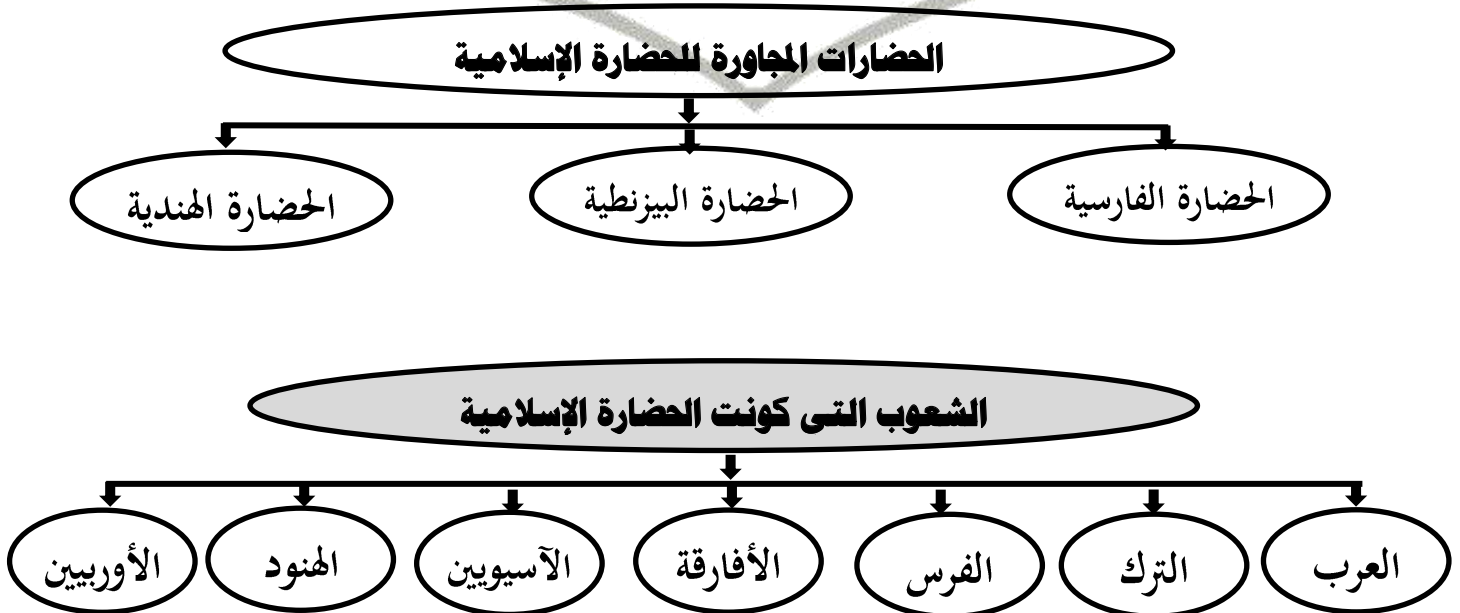 الحضارات المجاورة للحضارة الإسلامية
الحضارة الفارسية
الحضارة البيزنطية
الحضارة الهندية
الشعوب التى كونت الحضارة الإسلامية
العرب
الترك
الفرس
الأفارقة
الآسيويين
الهنود
الأوربيين